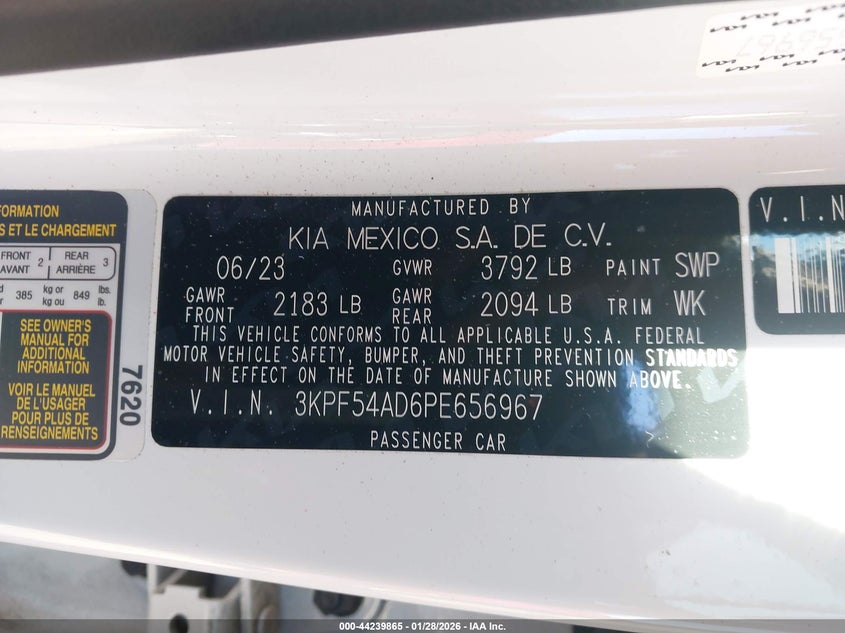 FORMATION
S ET LE CHARGEMENT
FRONT 2 REAR 3
AVANT ARRIÈRE
385 kg or 849 lbs.
kg ou lb.
SEE OWNER'S
MANUAL FOR
ADDITIONAL
INFORMATION
VOIR LE MANUEL
DE L'USAGER
POUR PLUS DE
RENSEIGNEMENTS
7620
MANUFACTURED BY
KIA MEXICO S.A. DE C.V.
06/23 GVWR 3792 LB PAINT SWP
GAWR FRONT 2183 LB GAWR REAR 2094 LB TRIM WK
THIS VEHICLE CONFORMS TO ALL APPLICABLE U.S.A. FEDERAL
MOTOR VEHICLE SAFETY, BUMPER, AND THEFT PREVENTION STANDARDS
IN EFFECT ON THE DATE OF MANUFACTURE SHOWN ABOVE.
V.I.N. 3KPF54AD6PE656967
PASSENGER CAR
V.I.N
000-44239865 - 01/28/2026 - IAA Inc.